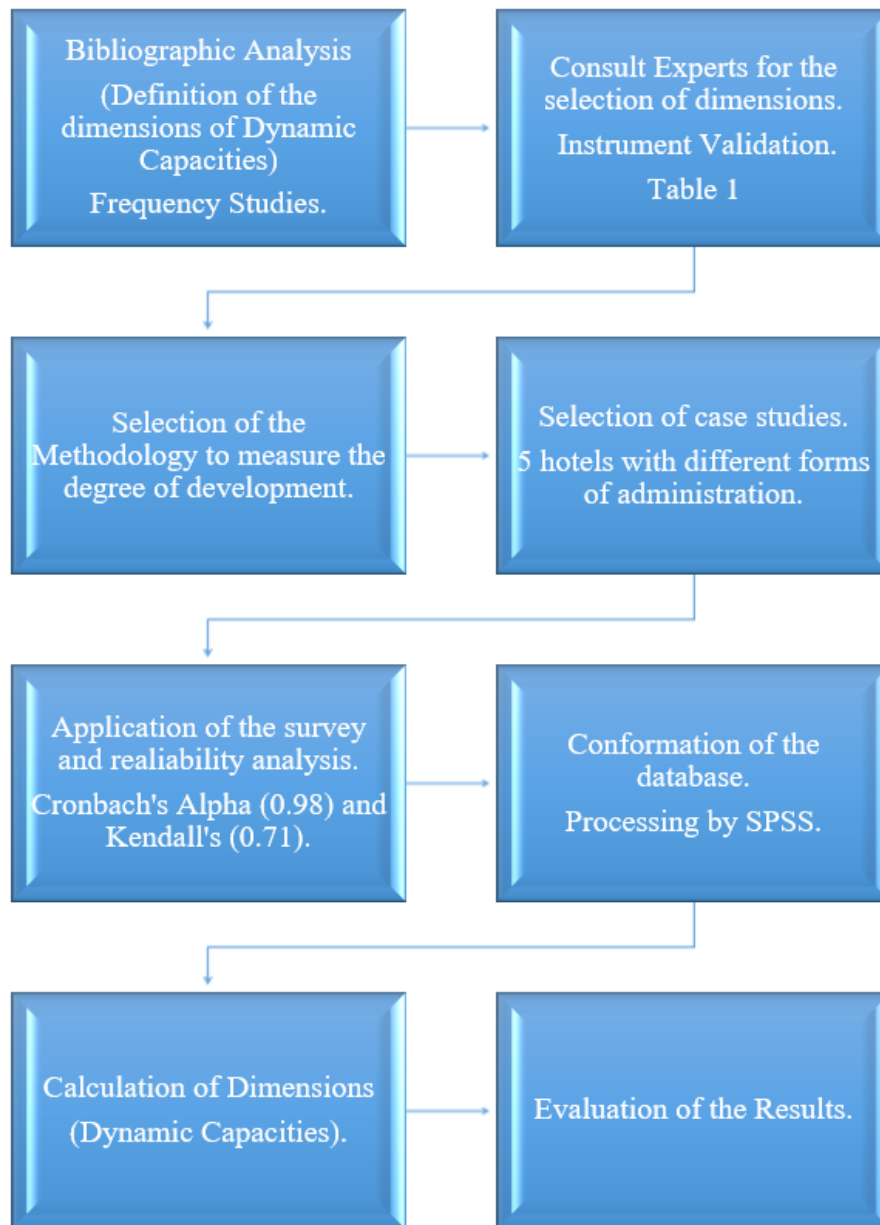 Bibliographic Analysis
(Definition of the
dimensions of Dynamic
Capacities)
Frequency Studies.
Consult Experts for the
selection of dimensions.
Instrument Validation.
Table 1
Selection of the
Methodology to measure the
degree of development.
Selection of case studies.
5 hotels with different forms
of administration.
Application of the survey
and realiability analysis.
Cronbach's Alpha (0.98) and
Kendall's (0.71).
Conformation of the
database.
Processing by SPSS.
Calculation of Dimensions
(Dynamic Capacities).
Evaluation of the Results.